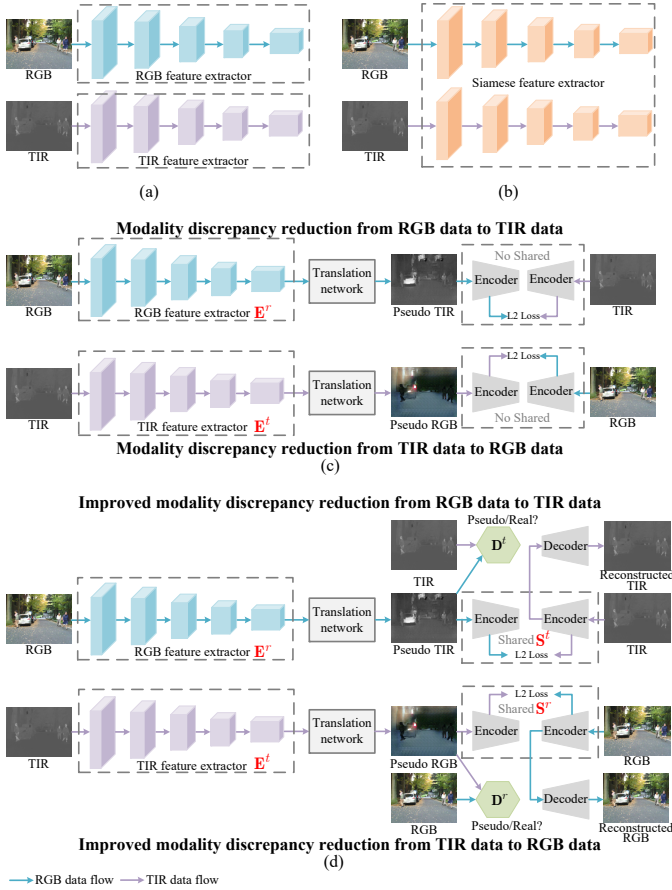 RGB
RGB feature extractor
TIR
TIR feature extractor
(a)
RGB
Siamese feature extractor
TIR
(b)
Modality discrepancy reduction from RGB data to TIR data
RGB
RGB feature extractor E^r
Translation
network
Pseudo TIR
No Shared
Encoder
Encoder
L2 Loss
TIR
TIR
TIR feature extractor E^t
Translation
network
Pseudo RGB
L2 Loss
Encoder
Encoder
No Shared
RGB
Modality discrepancy reduction from TIR data to RGB data
(c)
Improved modality discrepancy reduction from RGB data to TIR data
Pseudo/Real?
TIR
D^t
Decoder
Reconstructed
TIR
RGB
RGB feature extractor E^r
Translation
network
Pseudo TIR
Encoder
Encoder
Shared S^t
L2 Loss
TIR
TIR
TIR feature extractor E^t
Translation
network
Pseudo RGB
L2 Loss
Shared S^r
Encoder
Encoder
RGB
RGB
D^r
Pseudo/Real?
Decoder
Reconstructed
RGB
Improved modality discrepancy reduction from TIR data to RGB data
(d)
RGB data flow
TIR data flow